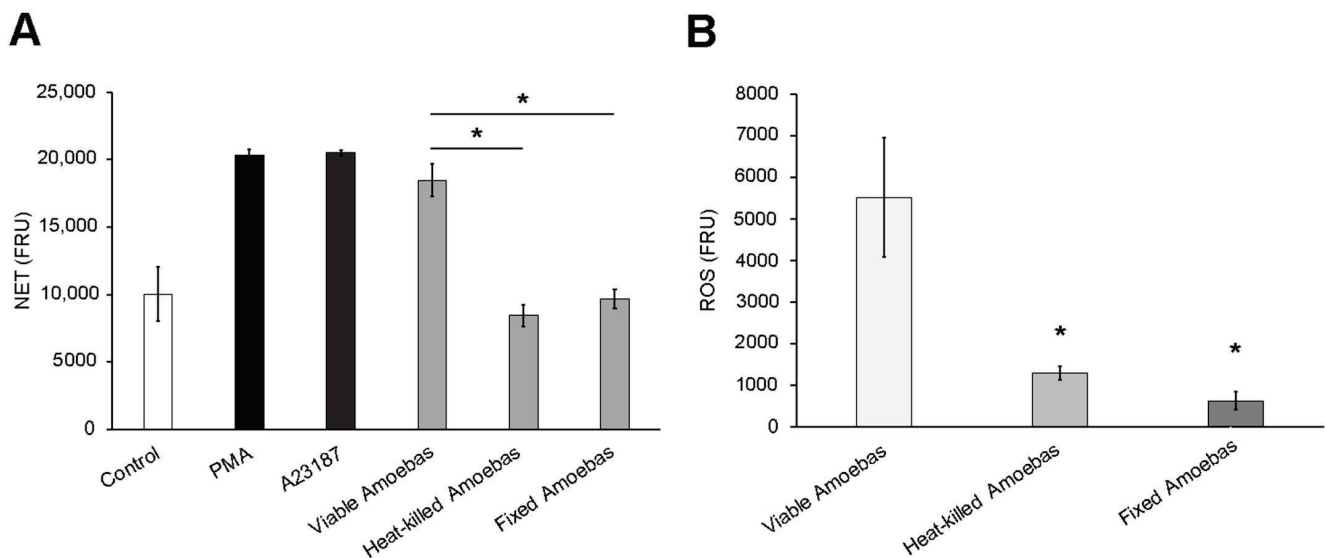 A
NET (FRU)
25,000
20,000
15,000
10,000
5000
0
*
*
Control
PMA
A23187
Viable Amoebas
Heat-killed Amoebas
Fixed Amoebas
B
ROS (FRU)
8000
7000
6000
5000
4000
3000
2000
1000
0
*
*
Viable Amoebas
Heat-killed Amoebas
Fixed Amoebas